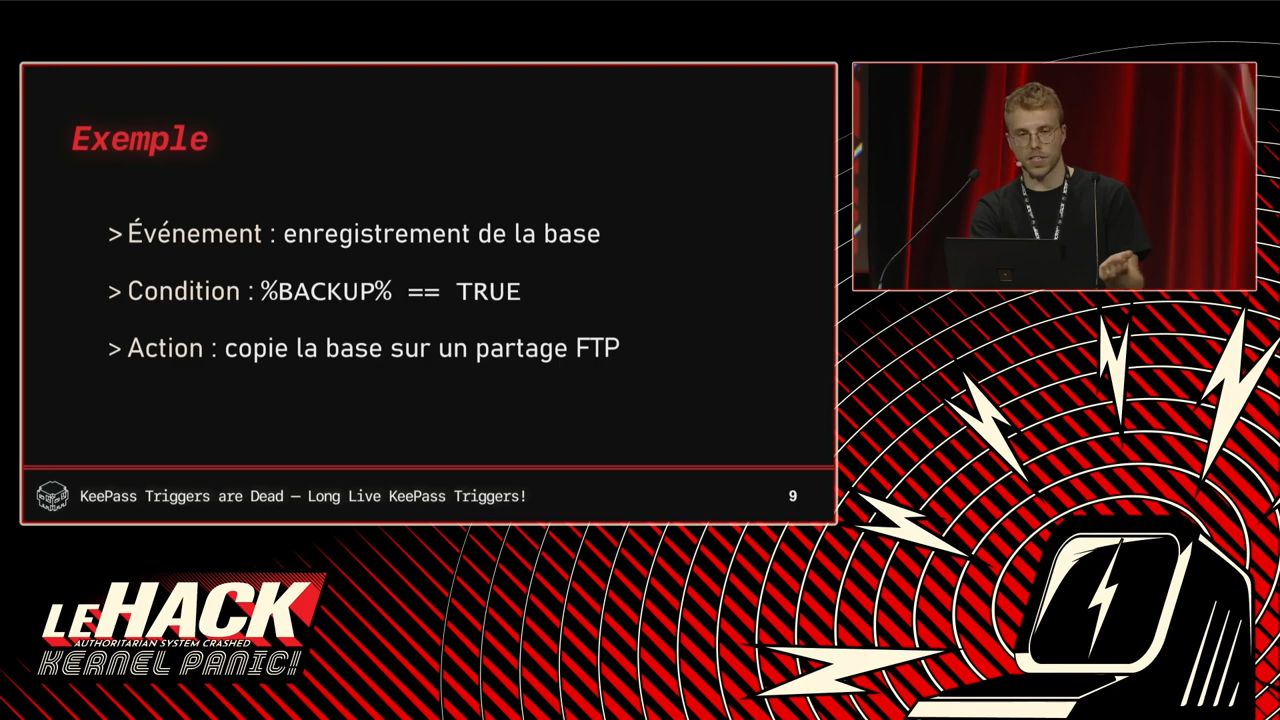 Exemple
> Événement : enregistrement de la base
> Condition : %BACKUP% == TRUE
> Action : copie la base sur un partage FTP
KeePass Triggers are Dead — Long Live KeePass Triggers!
9
LEHACK
AUTHORITARIAN SYSTEM CRASHED
KERNEL PANIC!